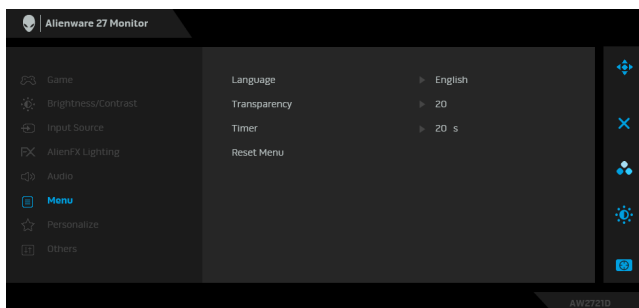 Alienware 27 Monitor
Game
Brightness/Contrast
Input Source
FX AlienFX Lighting
Audio
Menu
Personalize
Others
Language English
Transparency 20
Timer 20 s
Reset Menu
AW2721D